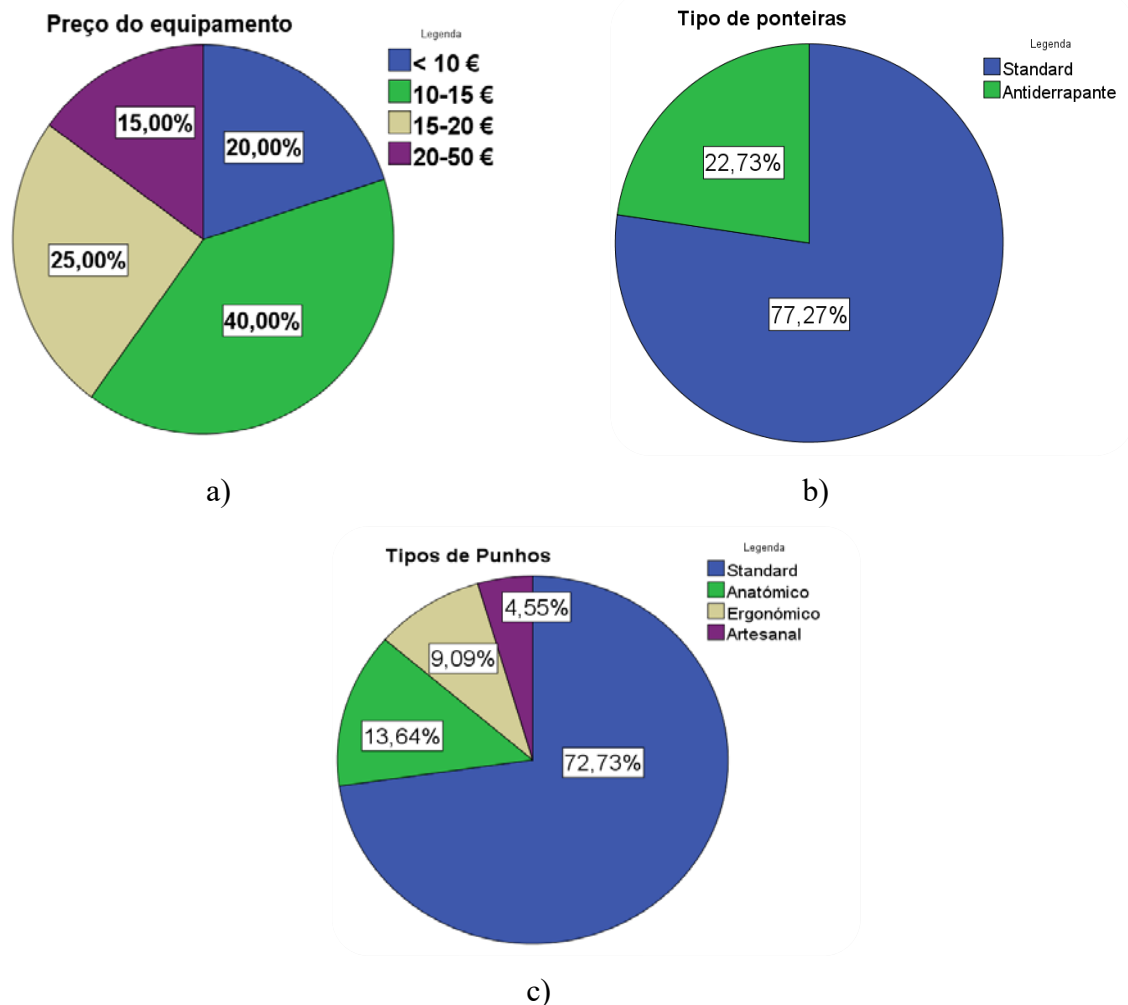 Preço do equipamento
Legenda
< 10 €
10-15 €
15-20 €
20-50 €
15,00%
20,00%
25,00%
40,00%
a)
Tipo de ponteiras
Legenda
Standard
Antiderrapante
22,73%
77,27%
b)
Tipos de Punhos
Legenda
Standard
Anatómico
Ergonómico
Artesanal
4,55%
9,09%
13,64%
72,73%
c)